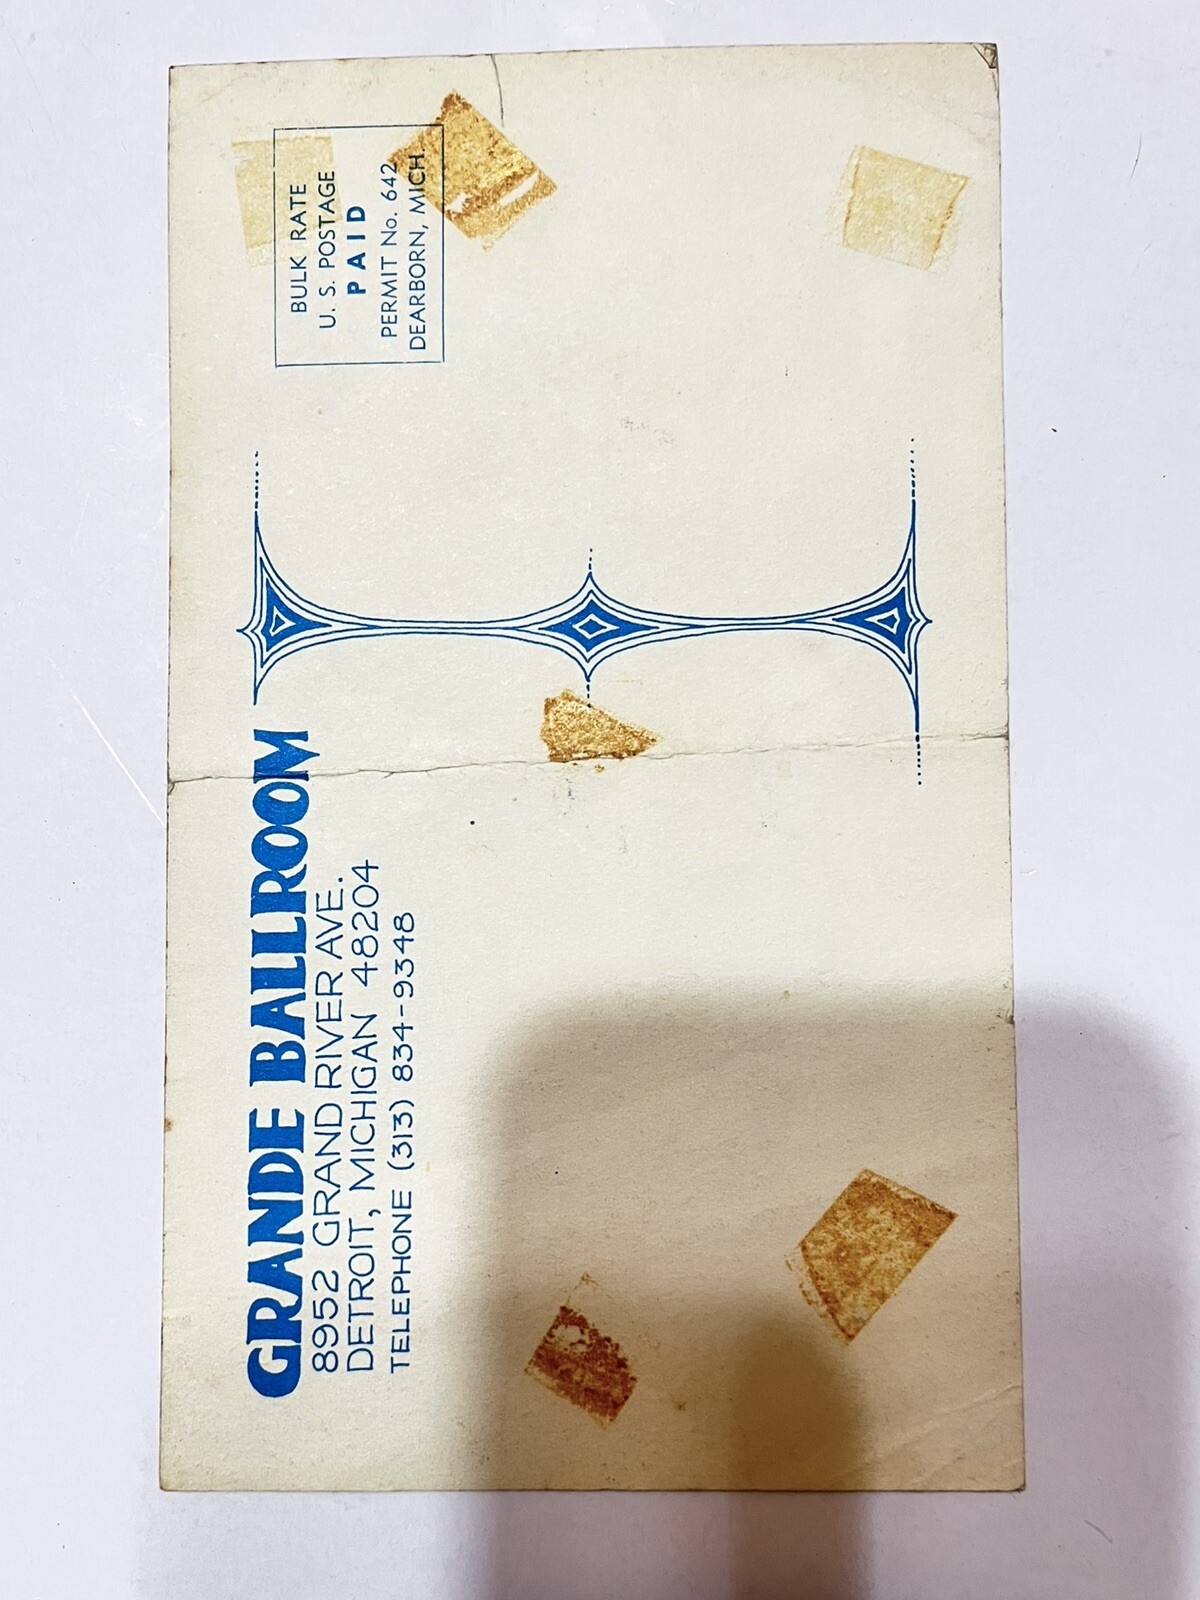 GRANDE BALLROOM
8952 GRAND RIVER AVE.
DETROIT, MICHIGAN 48204
TELEPHONE (313) 834-9348
BULK RATE
U. S. POSTAGE
PAID
PERMIT No. 642
DEARBORN, MICH.